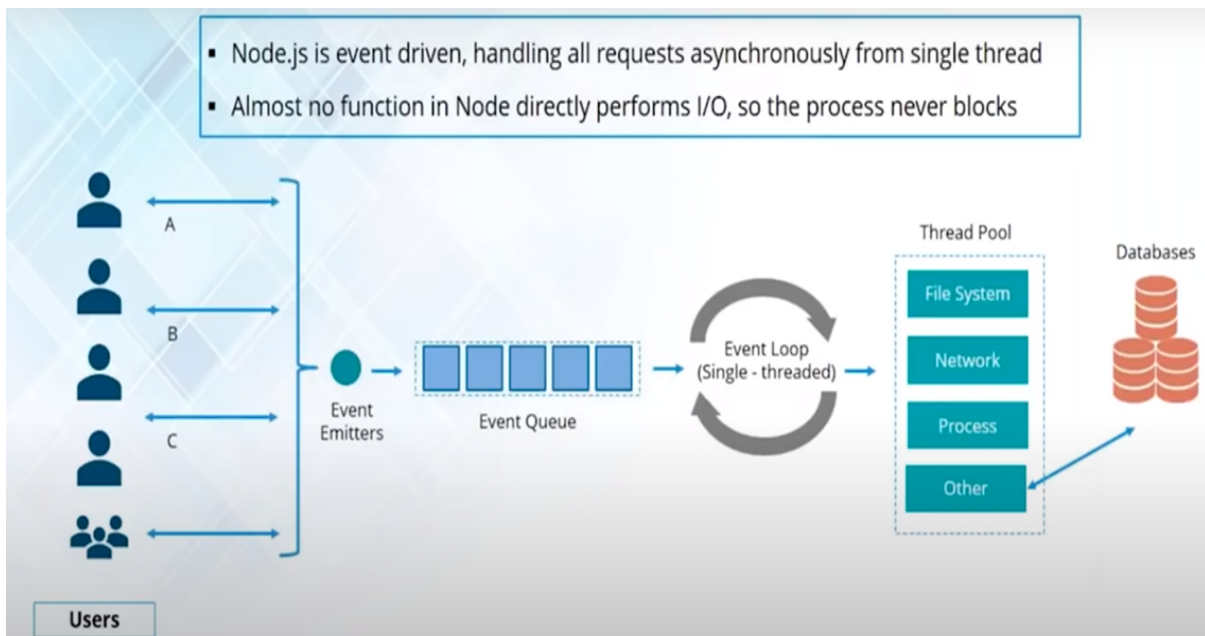 ▪ Node.js is event driven, handling all requests asynchronously from single thread
▪ Almost no function in Node directly performs I/O, so the process never blocks
A
B
C
Users
Event
Emitters
Event Queue
Event Loop
(Single - threaded)
Thread Pool
File System
Network
Process
Other
Databases